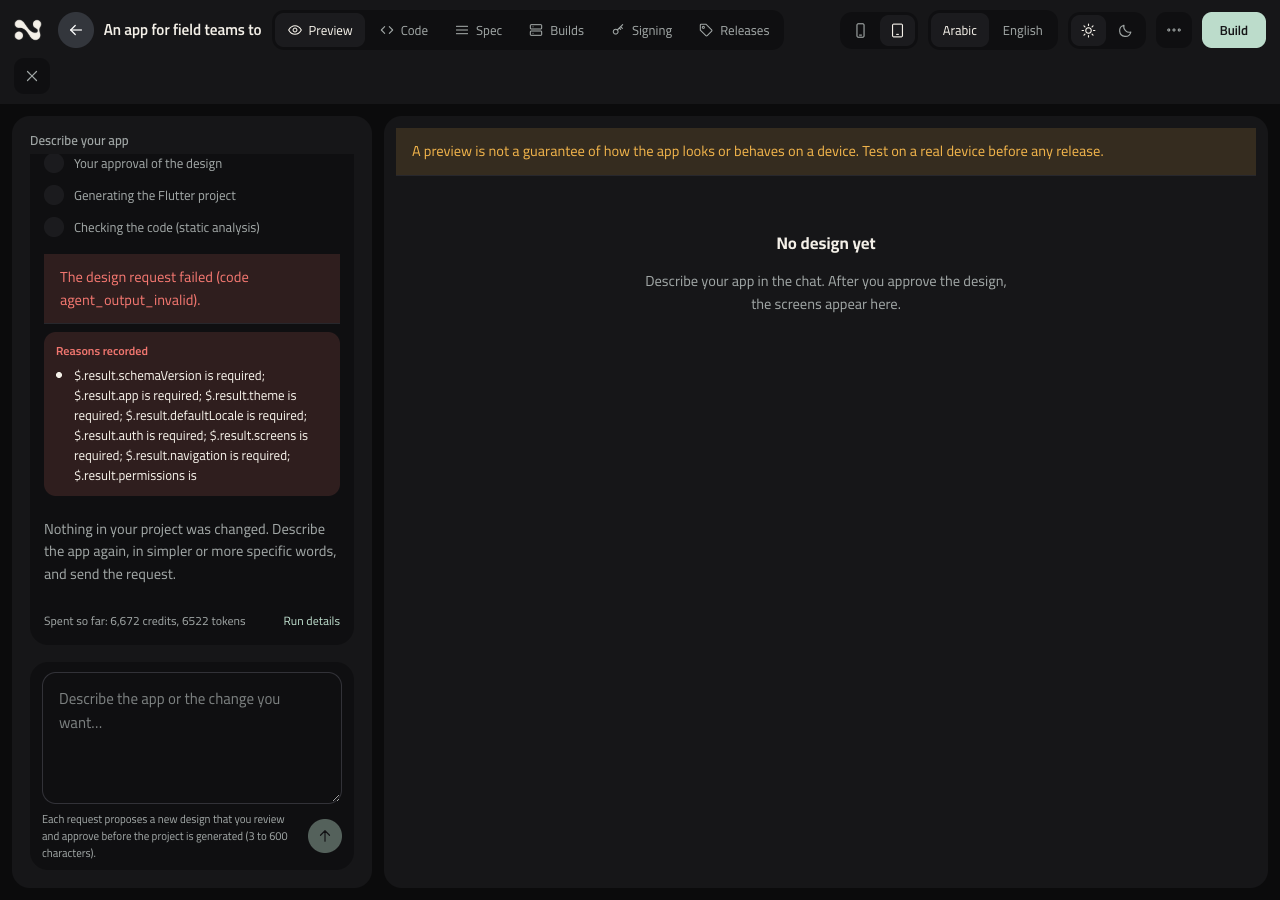 An app for field teams to
Preview
Code
Spec
Builds
Signing
Releases
Arabic
English
Build
Describe your app
Your approval of the design
Generating the Flutter project
Checking the code (static analysis)
The design request failed (code
agent_output_invalid).
Reasons recorded
$.result.schemaVersion is required;
$.result.app is required; $.result.theme is
required; $.result.defaultLocale is required;
$.result.auth is required; $.result.screens is
required; $.result.navigation is required;
$.result.permissions is
Nothing in your project was changed. Describe
the app again, in simpler or more specific words,
and send the request.
Spent so far: 6,672 credits, 6522 tokens
Run details
Describe the app or the change you
want...
Each request proposes a new design that you review
and approve before the project is generated (3 to 600
characters).
A preview is not a guarantee of how the app looks or behaves on a device. Test on a real device before any release.
No design yet
Describe your app in the chat. After you approve the design,
the screens appear here.